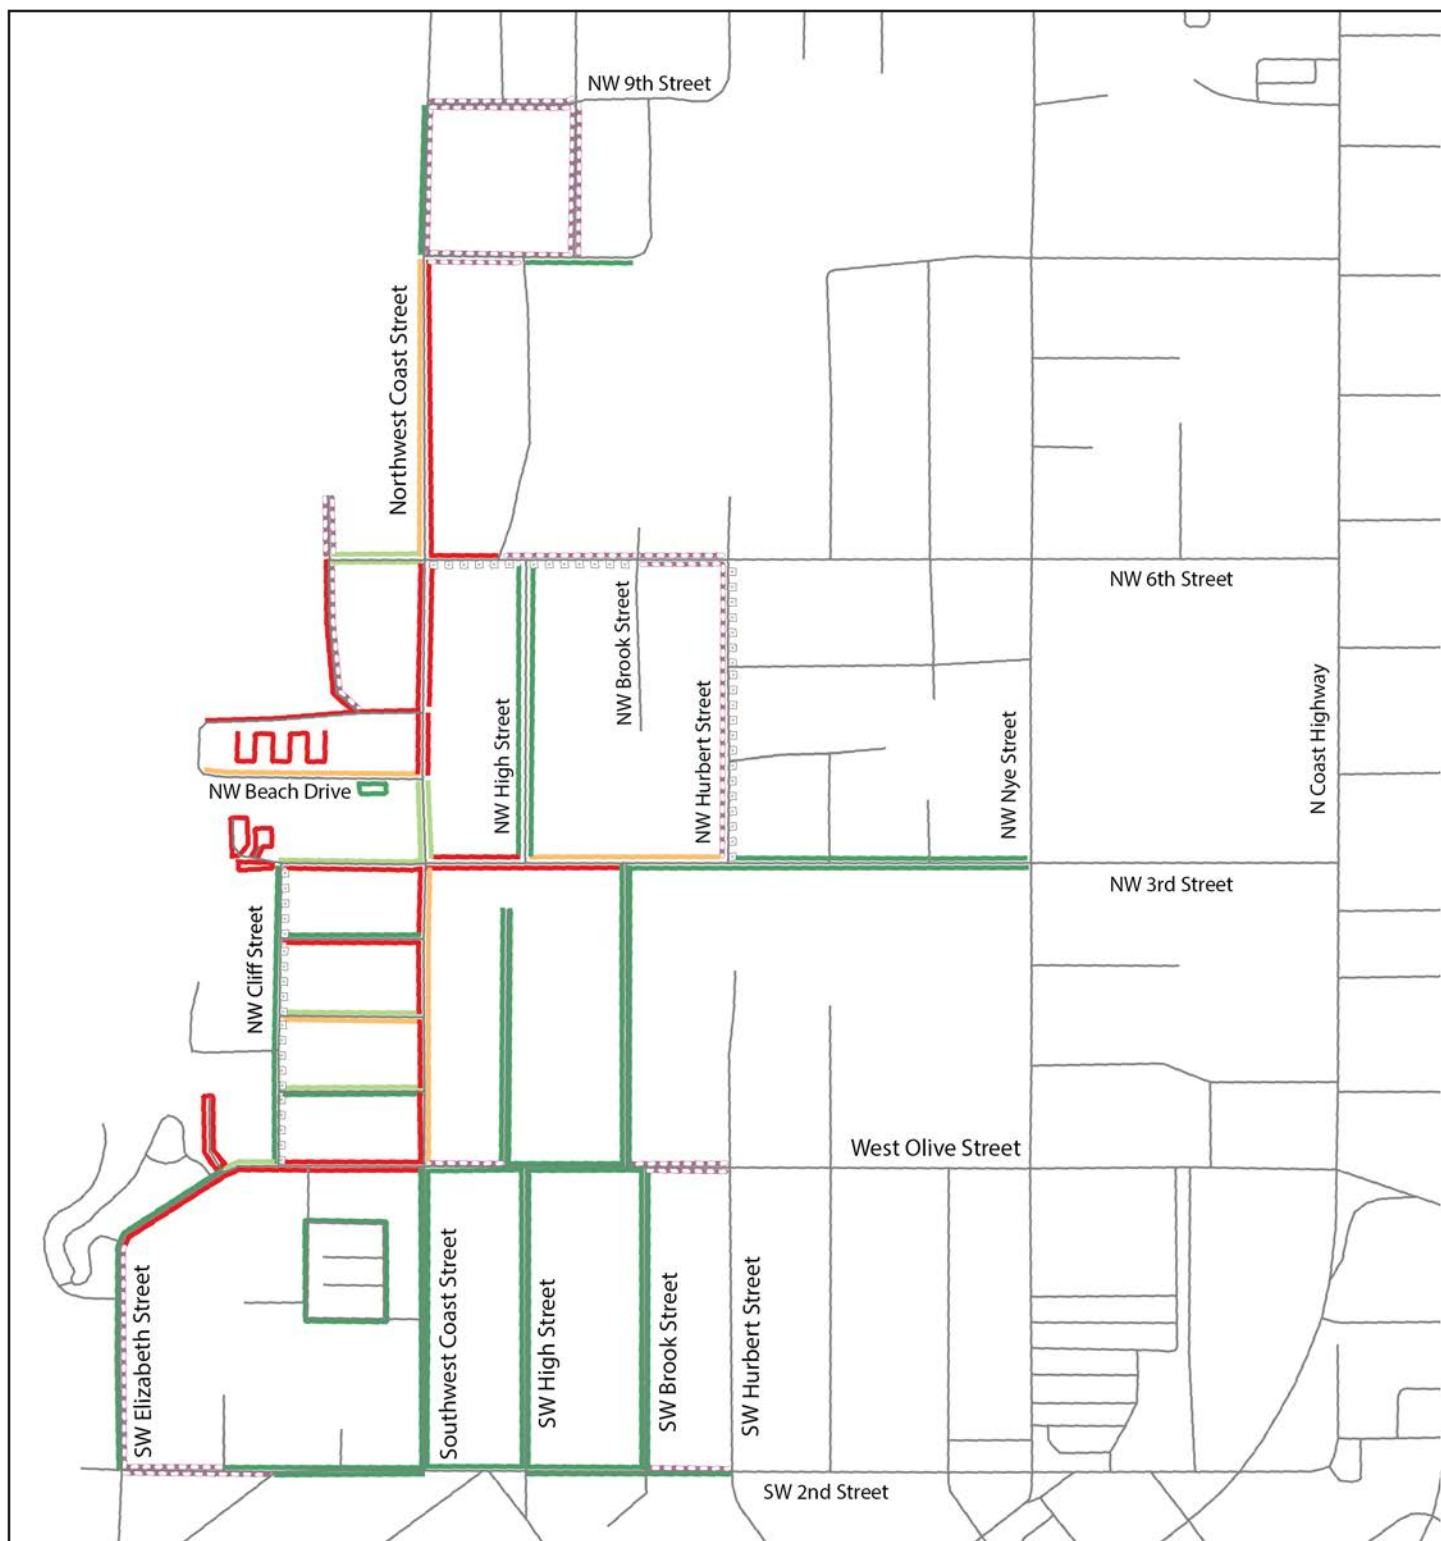 NW 9th Street
Northwest Coast Street
NW 6th Street
NW Brook Street
N Coast Highway
NW Hurbert Street
NW High Street
NW Nye Street
NW Beach Drive
NW 3rd Street
NW Cliff Street
West Olive Street
SW Elizabeth Street
Southwest Coast Street
SW High Street
SW Brook Street
SW Hurbert Street
SW 2nd Street